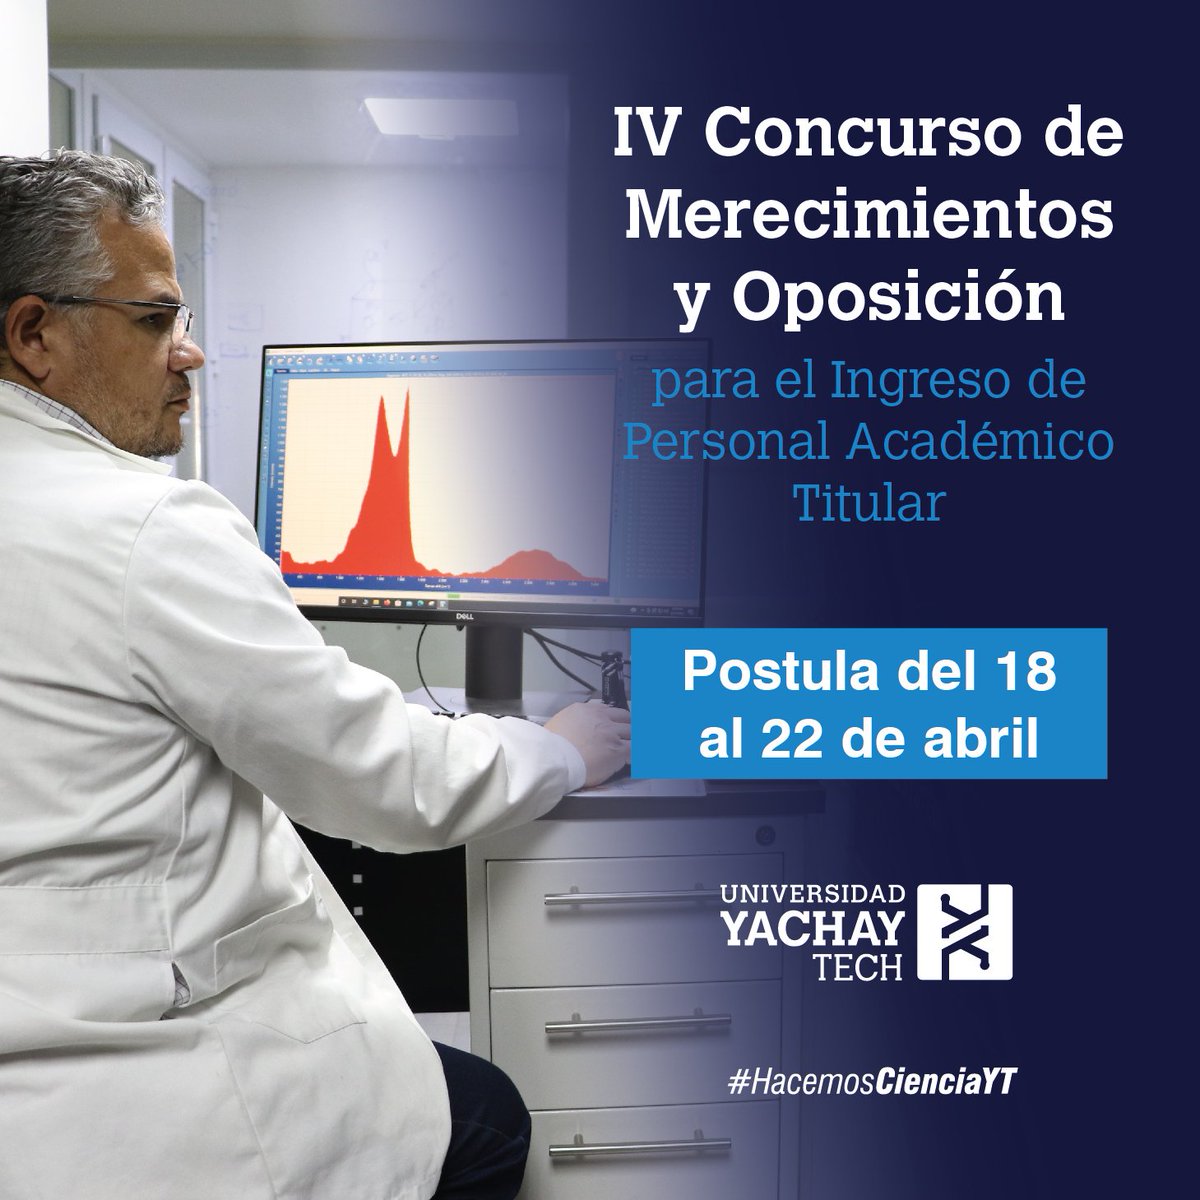 IV Concurso de
Merecimientos
y Oposición
para el Ingreso de
Personal Académico
Titular
DELL
Postula del 18
al 22 de abril
UNIVERSIDAD
YACHAY
TECH
#HacemosCienciaYT